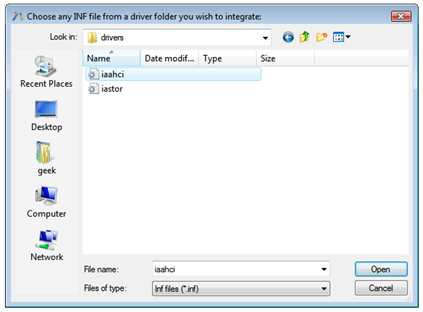 Choose any INF file from a driver folder you wish to integrate:
Look in: drivers
Name Date modif... Type Size
iaahci
iastor
Recent Places
Desktop
geek
Computer
Network
File name: iaahci Open
Files of type: Inf files (*.inf) Cancel